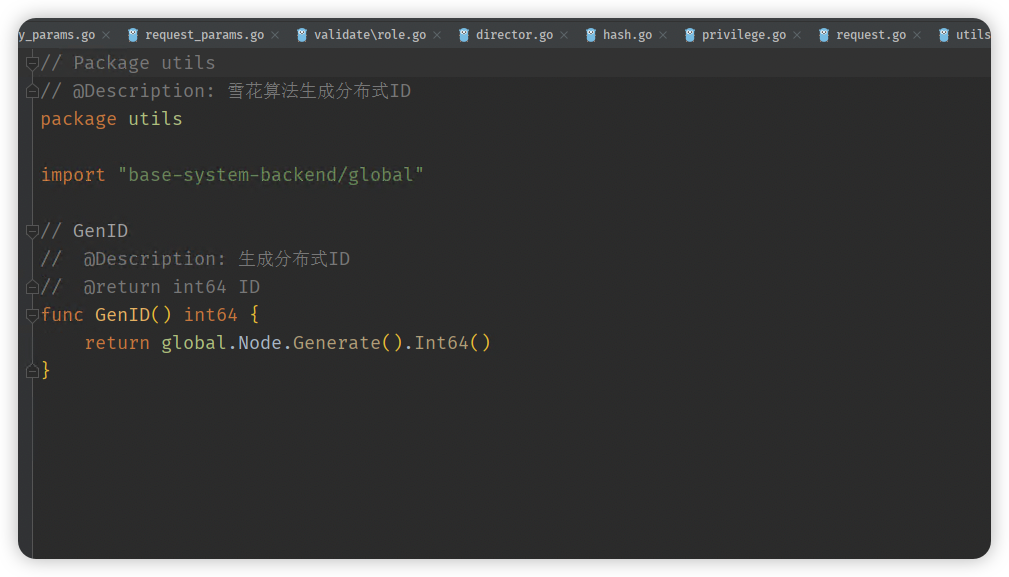 y_params.go × request_params.go × validate\role.go × director.go × hash.go × privilege.go × request.go × utils
// Package utils
// @Description: 雪花算法生成分布式ID
package utils
import "base-system-backend/global"
// GenID
//  @Description: 生成分布式ID
//  @return int64 ID
func GenID() int64 {
    return global.Node.Generate().Int64()
}